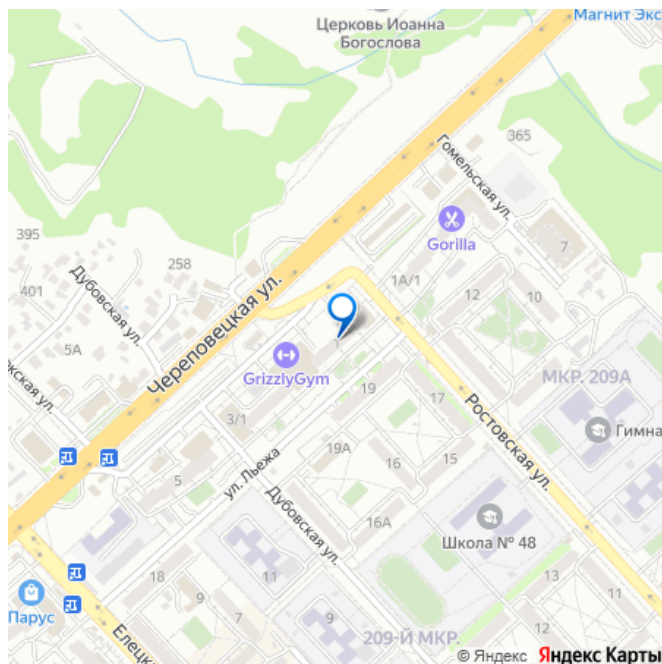 Церковь Иоанна
Богослова
Магнит Экс
365
Гомельская ул.
Gorilla
7
395
258
401
Дубовская ул.
5А
Череповецкая ул.
1А/1
12
10
GrizzlyGym
МКР. 209А
3/1
19
Ростовская ул.
Гимна
19А
15
16
5
ул. Льежа
16А
Школа № 48
Дубовская ул.
18
11
13
11
7
9
9
12
Парус
Елецк
209-Й МКР.
© Яндекс Яндекс Карты